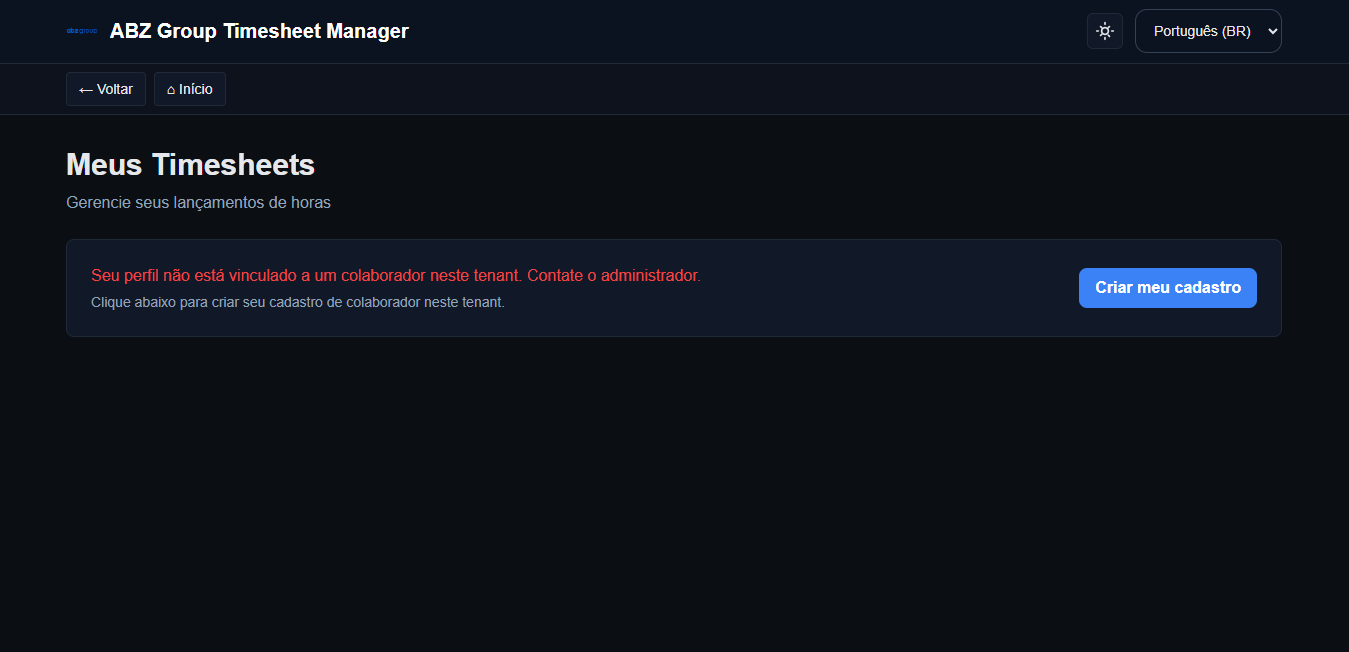 abzgroup
ABZ Group Timesheet Manager
Português (BR)
← Voltar
⌂ Início
Meus Timesheets
Gerencie seus lançamentos de horas
Seu perfil não está vinculado a um colaborador neste tenant. Contate o administrador.
Clique abaixo para criar seu cadastro de colaborador neste tenant.
Criar meu cadastro